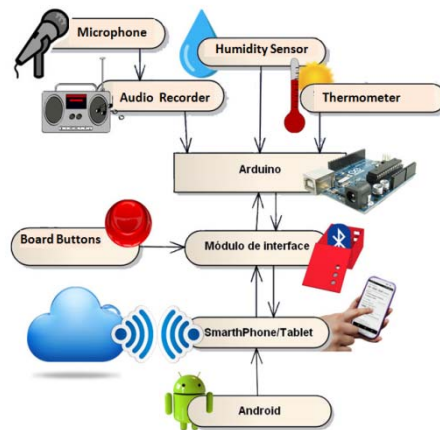 Microphone
Humidity Sensor
Audio Recorder
Thermometer
Arduino
Board Buttons
Módulo de interface
SmarthPhone/Tablet
Android